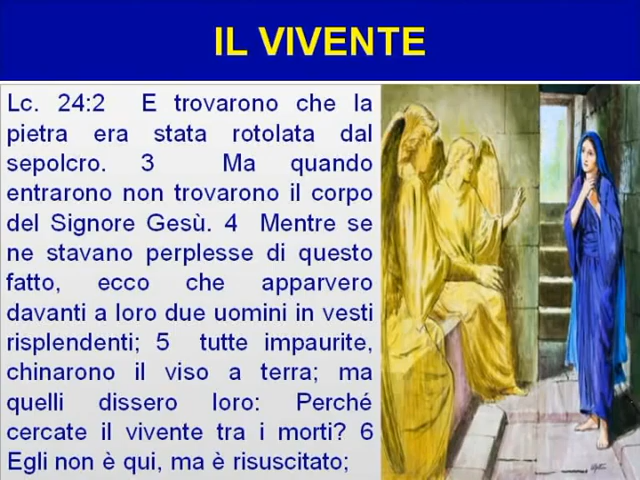 IL VIVENTE
Lc. 24:2 E trovarono che la
pietra era stata rotolata dal
sepolcro. 3 Ma quando
entrarono non trovarono il corpo
del Signore Gesù. 4 Mentre se
ne stavano perplesse di questo
fatto, ecco che apparvero
davanti a loro due uomini in vesti
risplendenti; 5 tutte impaurite,
chinarono il viso a terra; ma
quelli dissero loro: Perché
cercate il vivente tra i morti? 6
Egli non è qui, ma è risuscitato;